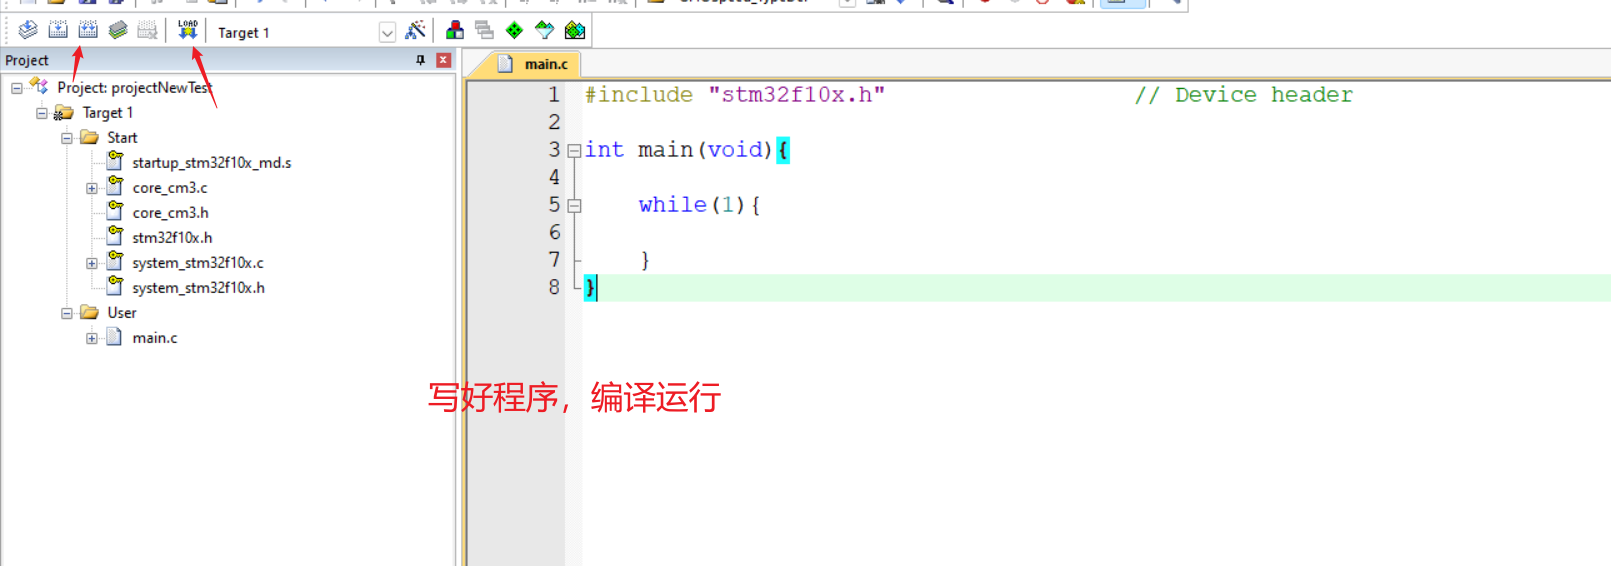 LOAD
Target 1
Project
main.c
Project: projectNewTest
Target 1
Start
startup_stm32f10x_md.s
core_cm3.c
core_cm3.h
stm32f10x.h
system_stm32f10x.c
system_stm32f10x.h
User
main.c
1 #include "stm32f10x.h" // Device header
2
3 int main(void){
4
5 while(1){
6
7 }
8 }
写好程序，编译运行